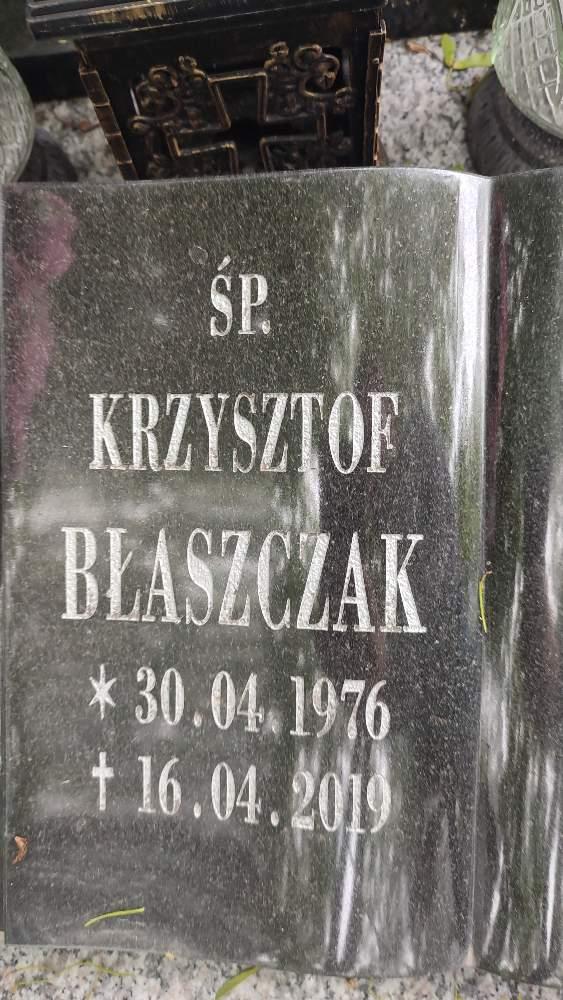 ŚP.
KRZYSZTOF
BŁASZCZAK
* 30.04.1976
† 16.04.2019